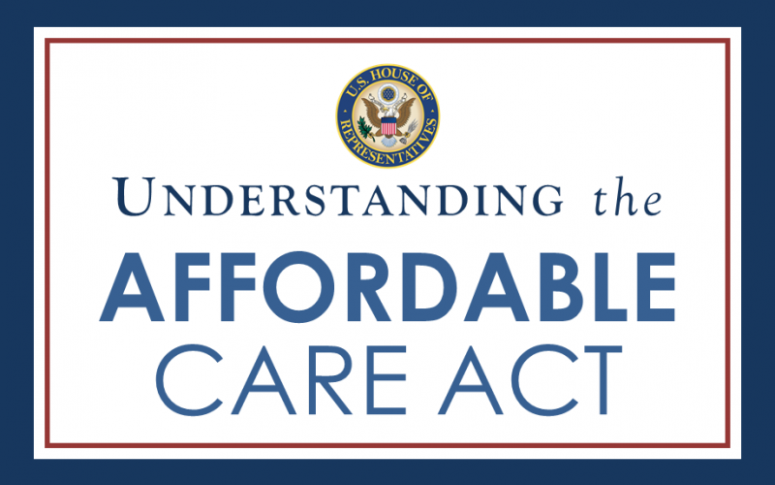 U.S. HOUSE OF
REPRESENTATIVES
UNDERSTANDING the
AFFORDABLE
CARE ACT